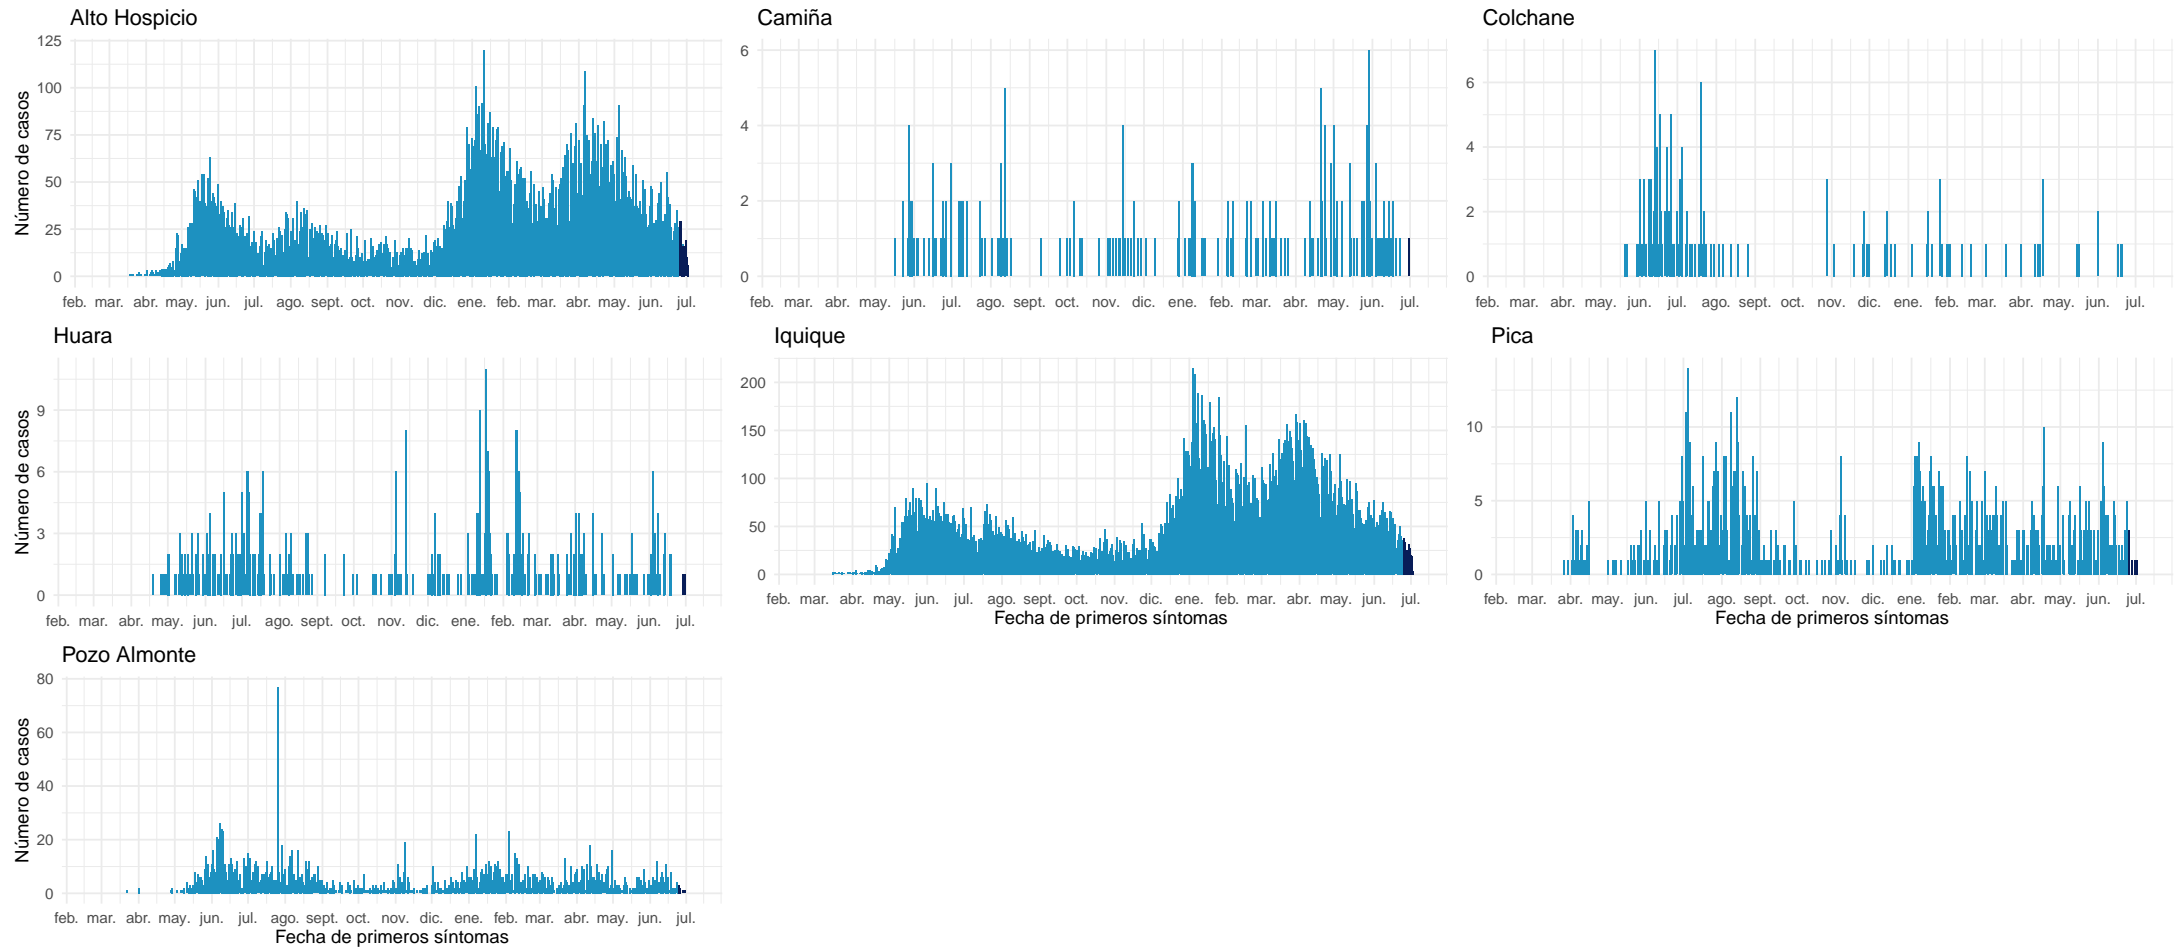 Alto Hospicio
Camiña
Colchane
Número de casos
125
100
75
50
25
0
feb. mar. abr. may. jun. jul. ago. sept. oct. nov. dic. ene. feb. mar. abr. may. jun. jul.
6
4
2
0
feb. mar. abr. may. jun. jul. ago. sept. oct. nov. dic. ene. feb. mar. abr. may. jun. jul.
6
4
2
0
feb. mar. abr. may. jun. jul. ago. sept. oct. nov. dic. ene. feb. mar. abr. may. jun. jul.
Huara
Iquique
Pica
Número de casos
9
6
3
0
feb. mar. abr. may. jun. jul. ago. sept. oct. nov. dic. ene. feb. mar. abr. may. jun. jul.
200
150
100
50
0
feb. mar. abr. may. jun. jul. ago. sept. oct. nov. dic. ene. feb. mar. abr. may. jun. jul.
Fecha de primeros síntomas
10
5
0
feb. mar. abr. may. jun. jul. ago. sept. oct. nov. dic. ene. feb. mar. abr. may. jun. jul.
Fecha de primeros síntomas
Pozo Almonte
Número de casos
80
60
40
20
0
feb. mar. abr. may. jun. jul. ago. sept. oct. nov. dic. ene. feb. mar. abr. may. jun. jul.
Fecha de primeros síntomas